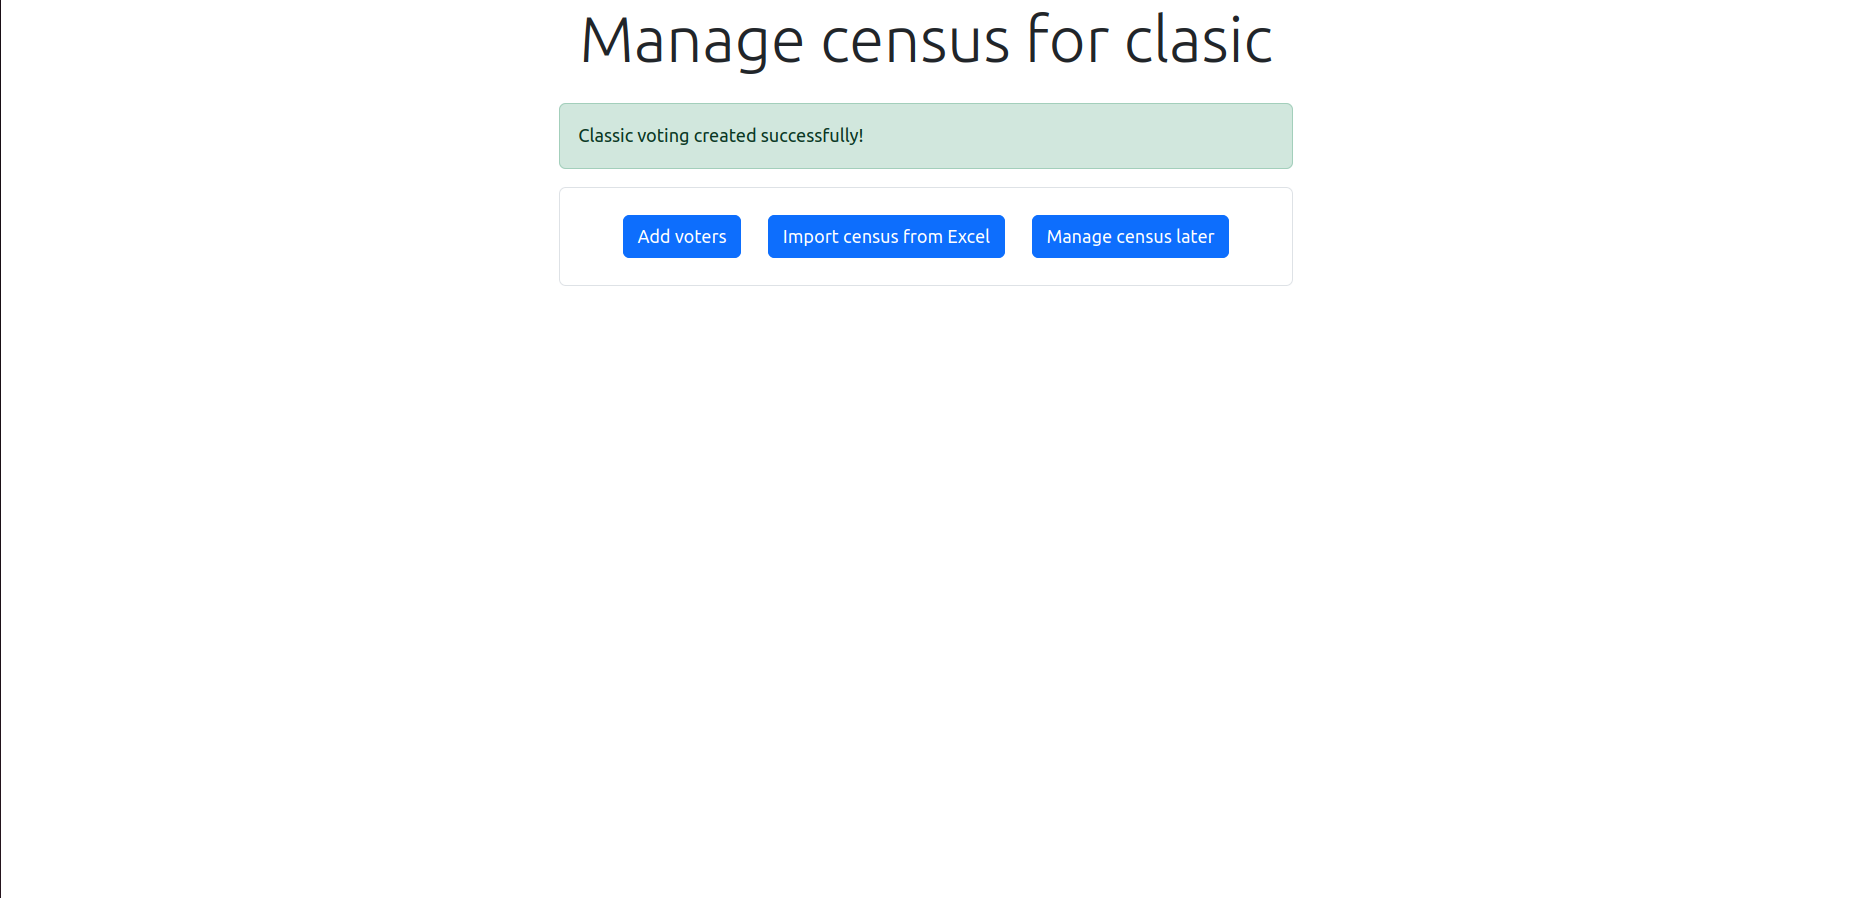 Manage census for clasic
Classic voting created successfully!
Add voters Import census from Excel Manage census later